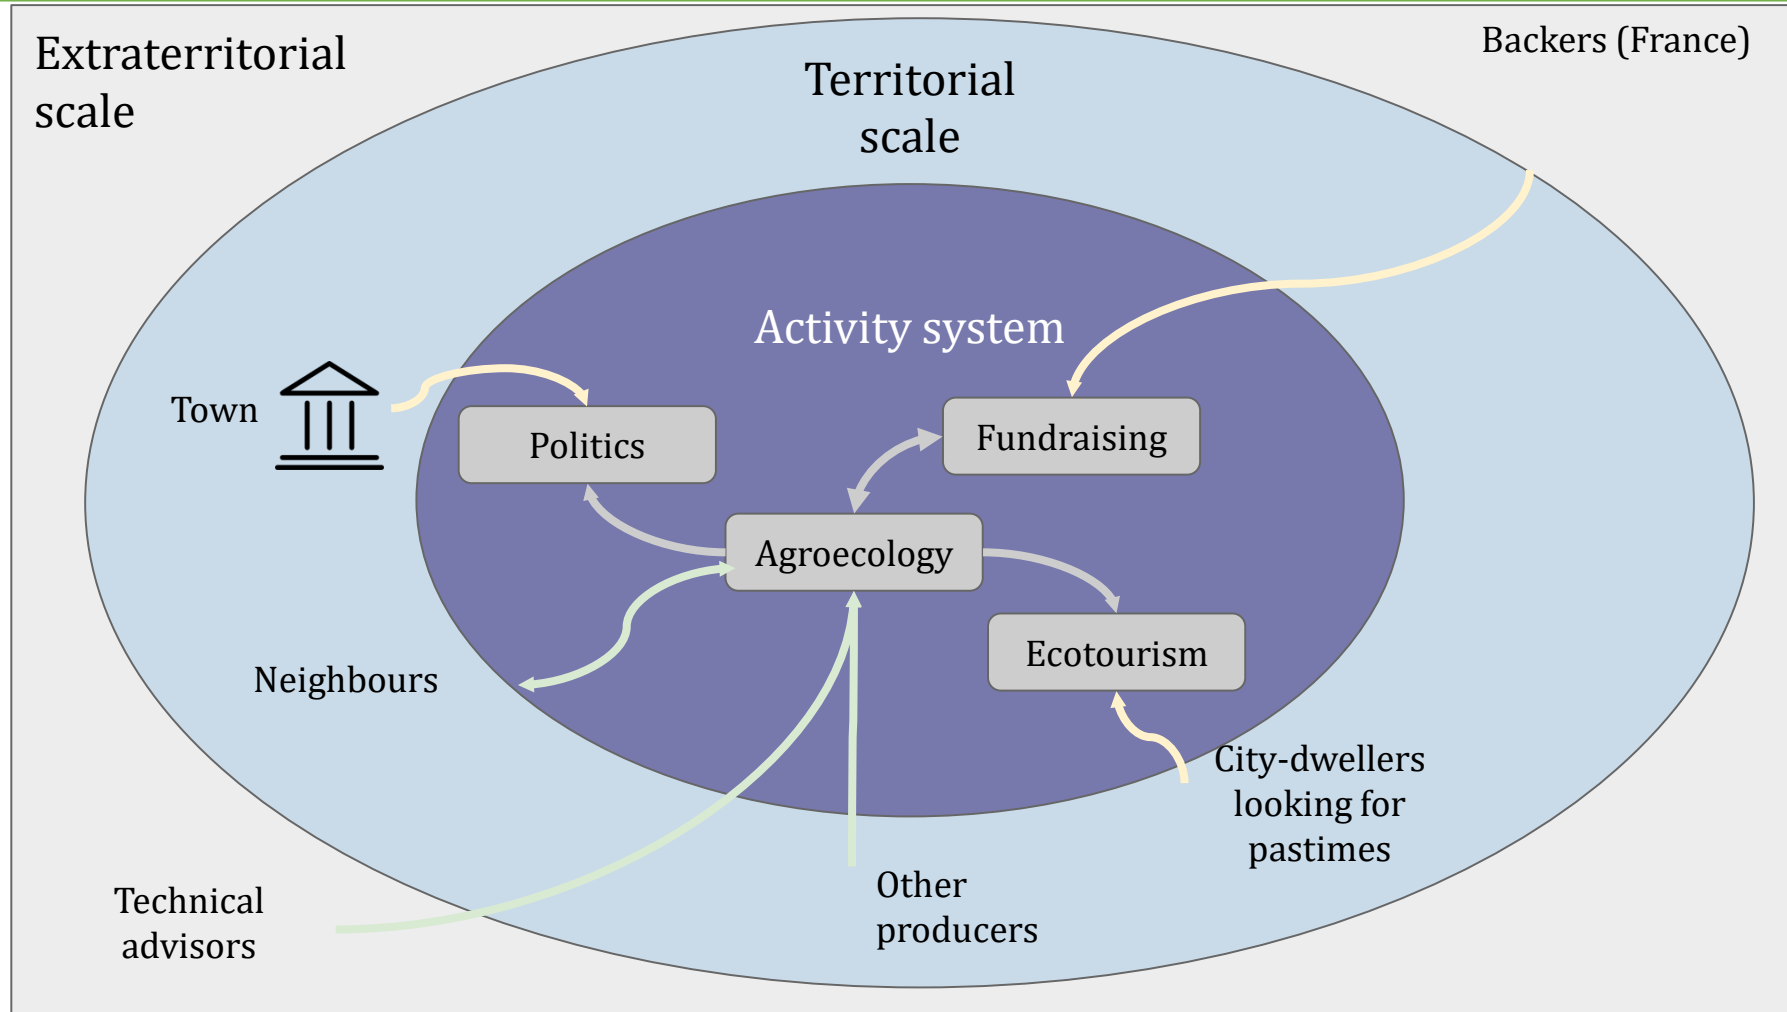 Extraterritorial
scale
Backers (France)
Territorial
scale
Activity system
Town
Politics
Fundraising
Agroecology
Ecotourism
Neighbours
City-dwellers
looking for
pastimes
Technical
advisors
Other
producers